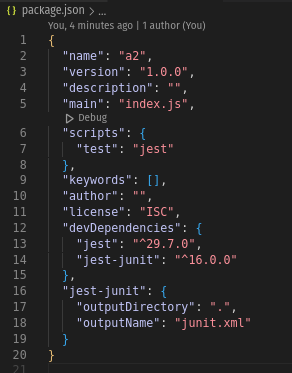 {} package.json > ...
You, 4 minutes ago | 1 author (You)
1 {
2 "name": "a2",
3 "version": "1.0.0",
4 "description": "",
5 "main": "index.js",
Debug
6 "scripts": {
7 "test": "jest"
8 },
9 "keywords": [],
10 "author": "",
11 "license": "ISC",
12 "devDependencies": {
13 "jest": "^29.7.0",
14 "jest-junit": "^16.0.0"
15 },
16 "jest-junit": {
17 "outputDirectory": ".",
18 "outputName": "junit.xml"
19 }
20 }
21